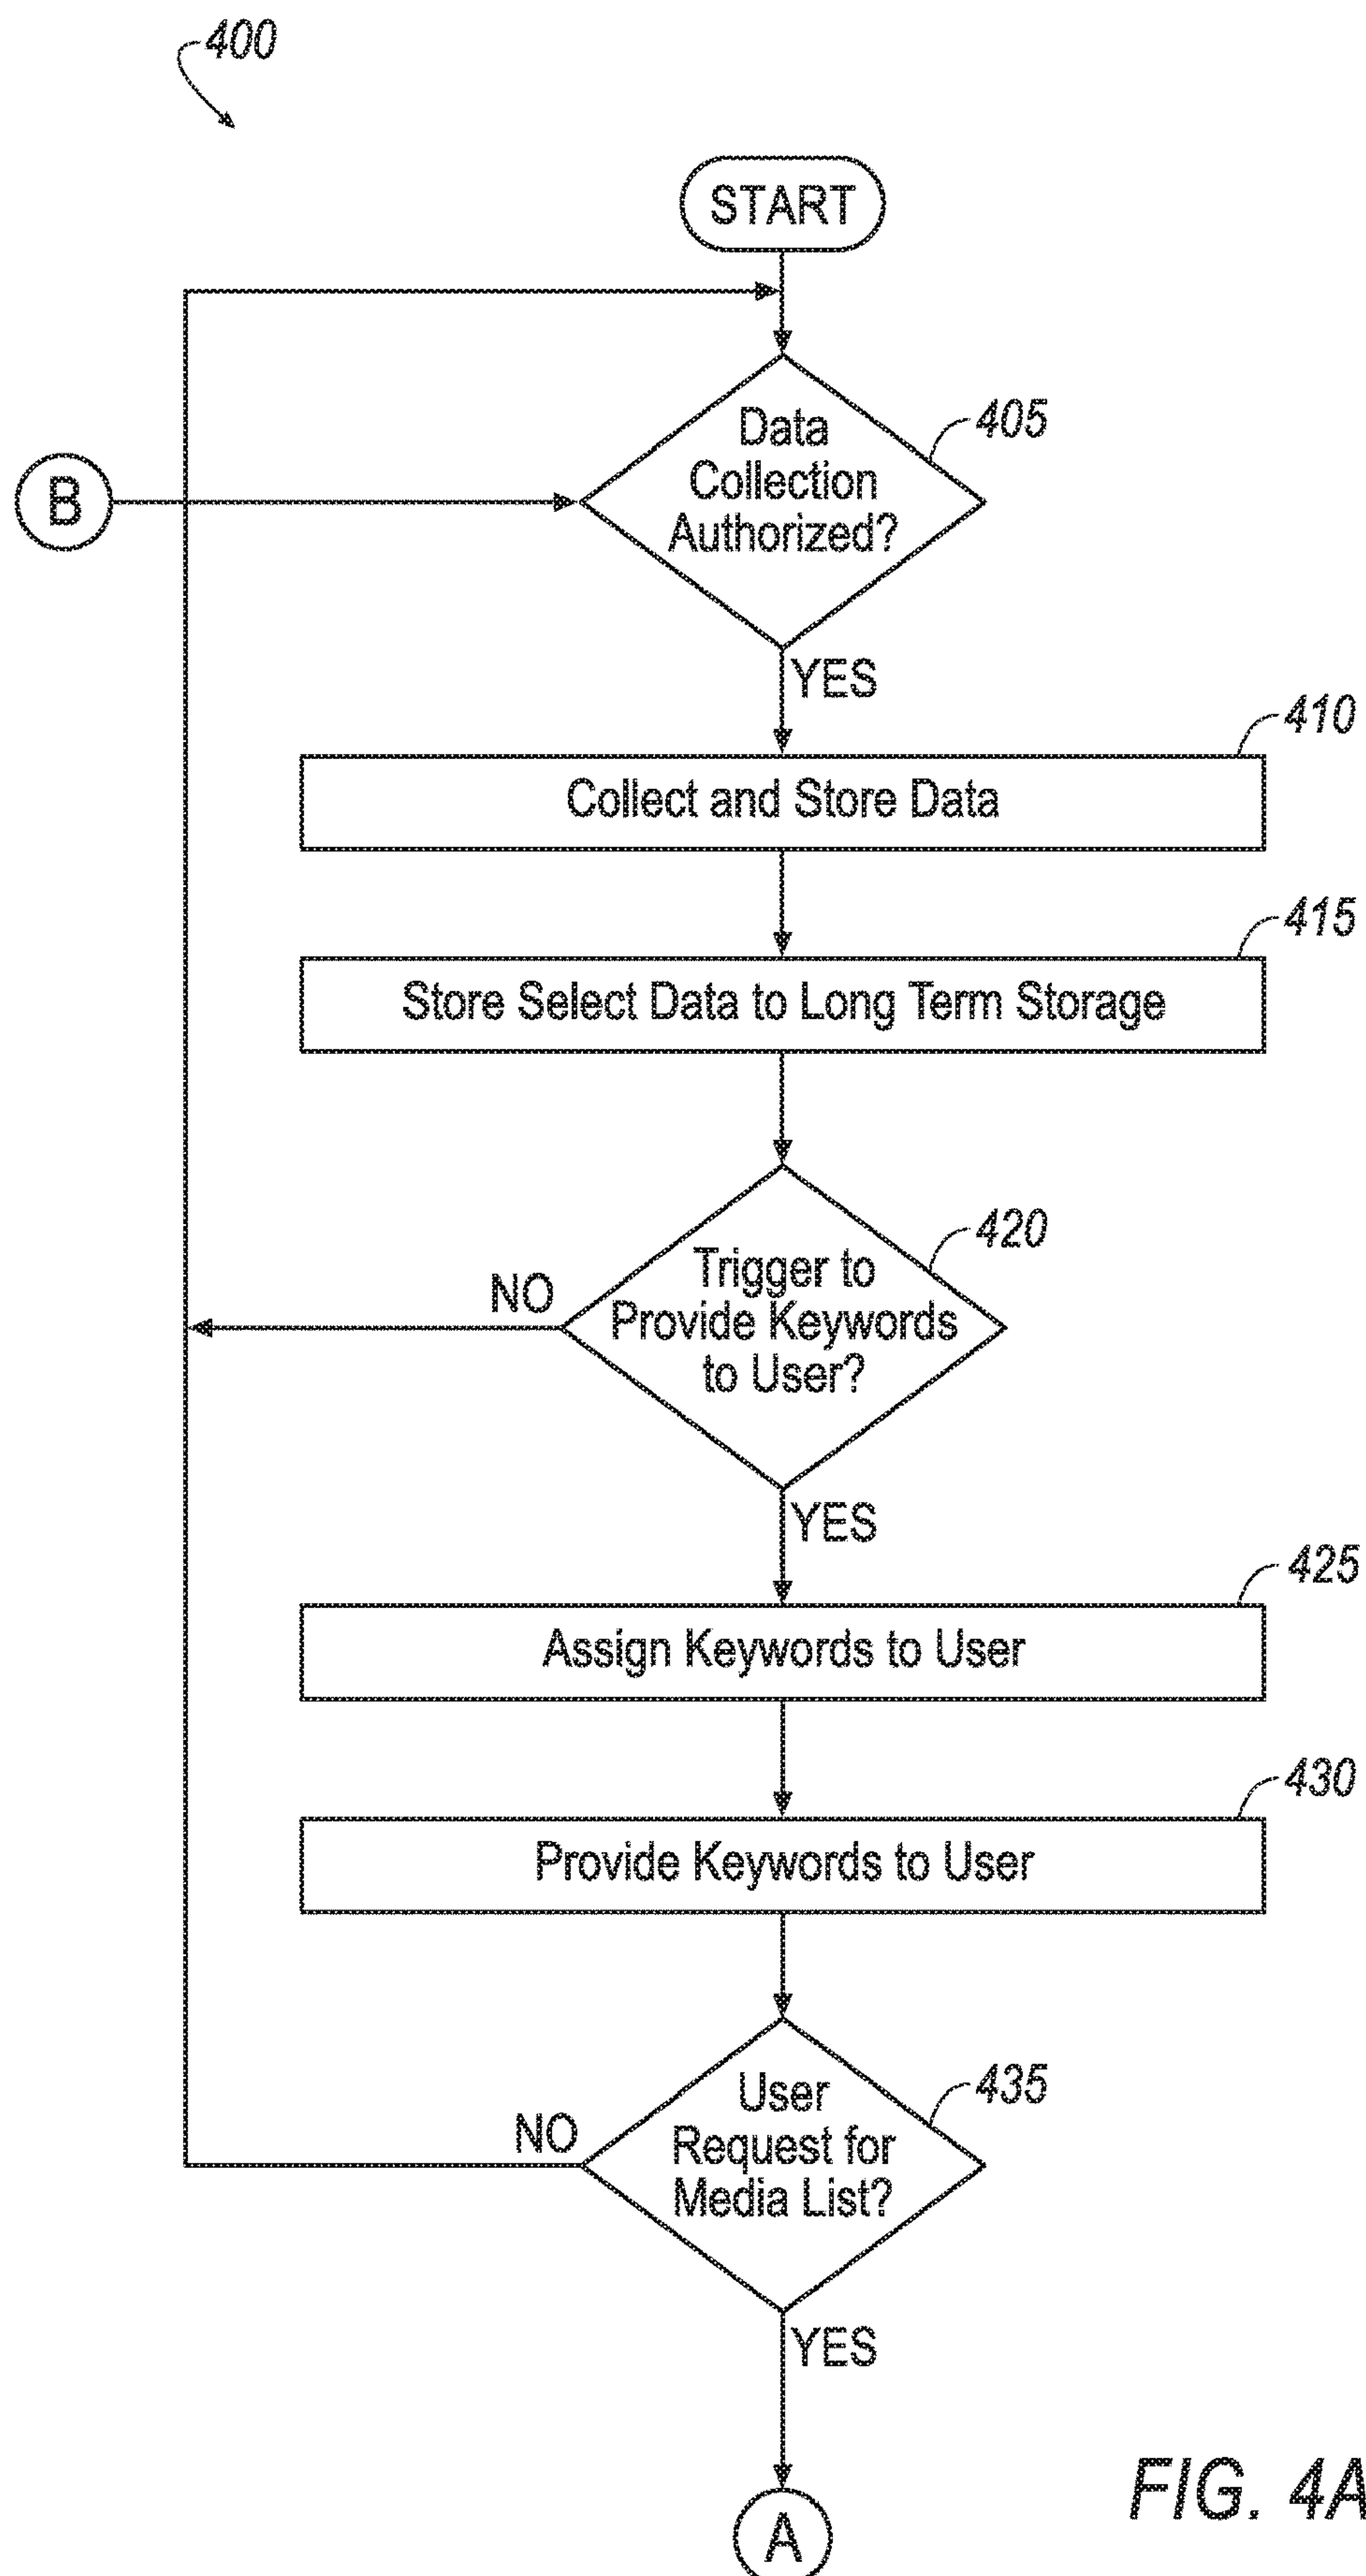 400
START
Data
Collection
Authorized?
405
B
YES
410
Collect and Store Data
415
Store Select Data to Long Term Storage
420
Trigger to
Provide Keywords
to User?
NO
YES
425
Assign Keywords to User
430
Provide Keywords to User
435
User
Request for
Media List?
NO
YES
A
FIG. 4A